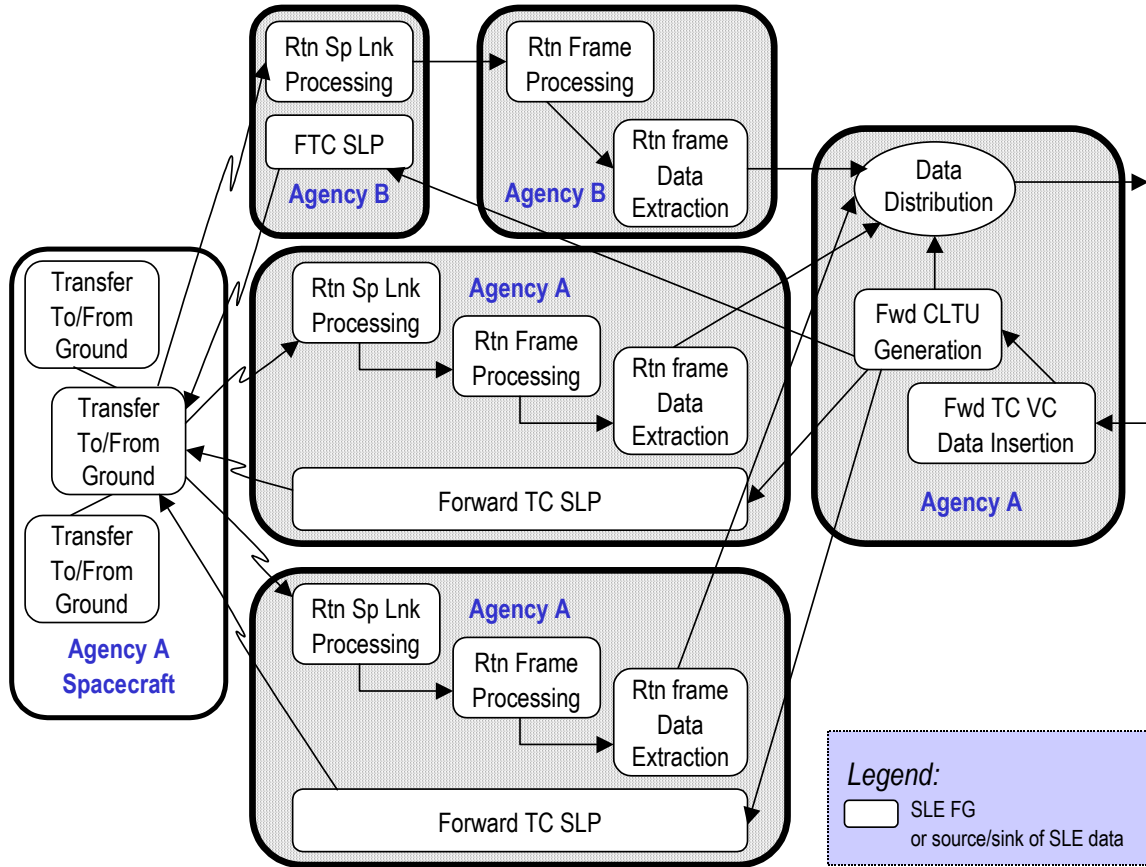 Rtn Sp Lnk
Processing
FTC SLP
Agency B
Rtn Frame
Processing
Rtn frame
Data
Extraction
Agency B
Data
Distribution
Fwd CLTU
Generation
Fwd TC VC
Data Insertion
Agency A
Transfer
To/From
Ground
Transfer
To/From
Ground
Transfer
To/From
Ground
Agency A
Spacecraft
Rtn Sp Lnk
Processing
Agency A
Rtn Frame
Processing
Rtn frame
Data
Extraction
Forward TC SLP
Rtn Sp Lnk
Processing
Agency A
Rtn Frame
Processing
Rtn frame
Data
Extraction
Forward TC SLP
Legend:
SLE FG
or source/sink of SLE data